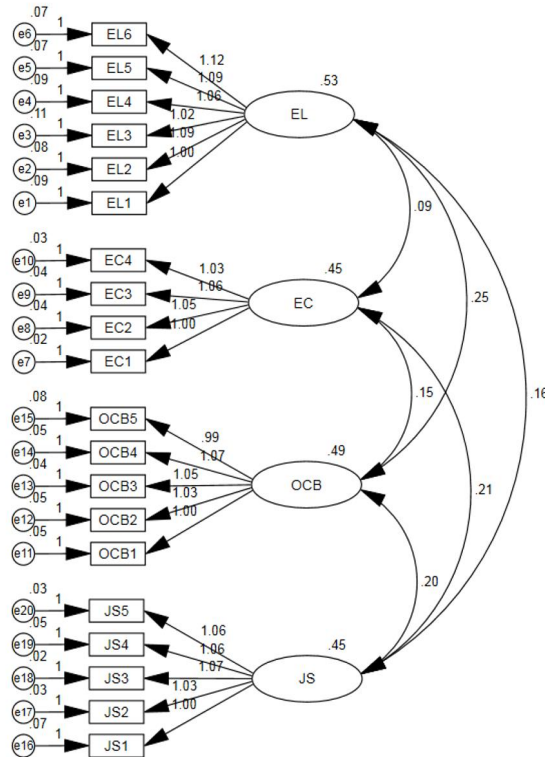 .07
e6 1 EL6
.07
1.12
e5 1 EL5
.09
1.09
.53
e4 1 EL4
.11
1.06
EL
e3 1 EL3
.08
1.02
e2 1 EL2
.09
1.09
e1 1 EL1
1.00
.09
.03
e10 1 EC4
.04
1.03
.45
e9 1 EC3
.04
1.06
EC
e8 1 EC2
.02
1.05
e7 1 EC1
1.00
.25
.15
.16
.08
e15 1 OCB5
.05
.99
.49
e14 1 OCB4
.04
1.07
OCB
e13 1 OCB3
.05
1.05
e12 1 OCB2
.05
1.03
e11 1 OCB1
1.00
.21
.20
.03
e20 1 JS5
.05
1.06
.45
e19 1 JS4
.02
1.06
JS
e18 1 JS3
.03
1.07
e17 1 JS2
.07
1.03
e16 1 JS1
1.00